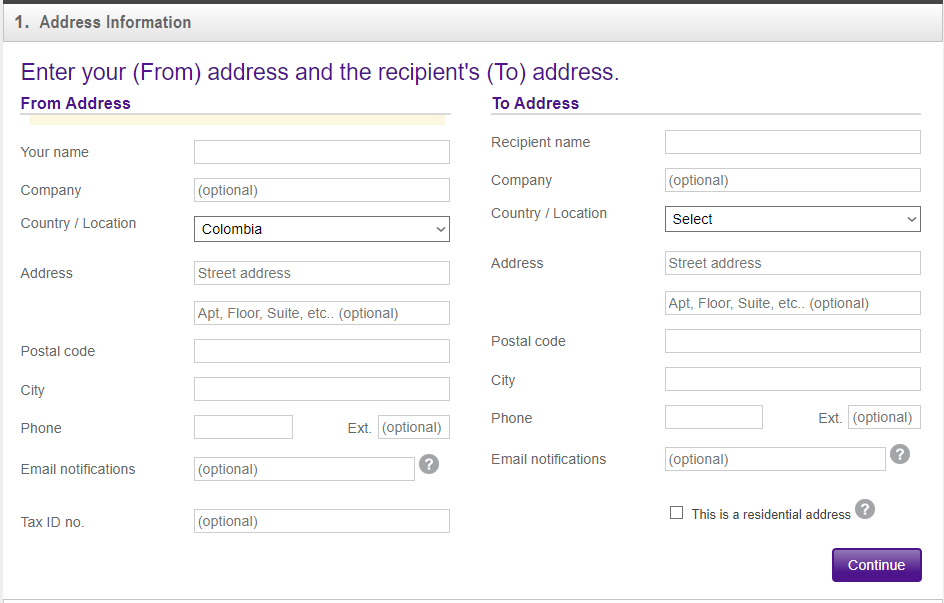 1. Address Information
Enter your (From) address and the recipient's (To) address.
From Address
Your name
Company (optional)
Country / Location Colombia
Address Street address
Apt, Floor, Suite, etc.. (optional)
Postal code
City
Phone Ext. (optional)
Email notifications (optional) ?
Tax ID no. (optional)
To Address
Recipient name
Company (optional)
Country / Location Select
Address Street address
Apt, Floor, Suite, etc.. (optional)
Postal code
City
Phone Ext. (optional)
Email notifications (optional) ?
This is a residential address ?
Continue